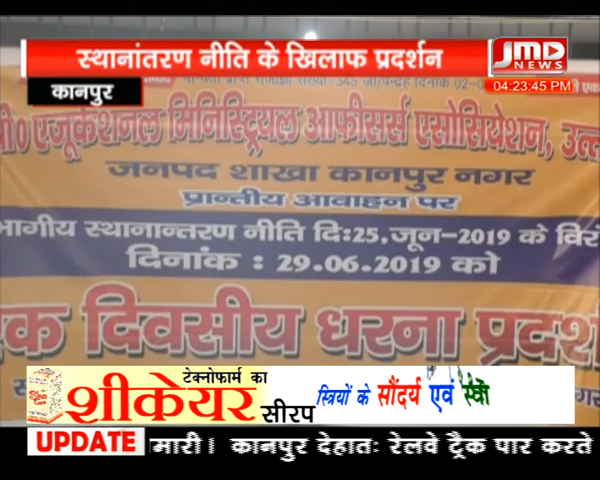 स्थानांतरण नीति के खिलाफ प्रदर्शन
JMD
NEWS
04:23:45 PM
कानपुर
एजूकेशनल मिनिस्ट्रियल आफीसर्स एसोसियेशन,
जनपद शाखा कानपुर नगर
प्रान्तीय आवाहन पर
स्थानान्तरण नीति दि:25,जून-2019 के
दिनांक : 29.06.2019 को
दिवसीय धरना
टेक्नोफार्म का
शीकेयर सीरप
स्त्रियों के सौंदर्य एवं
UPDATE मारी। कानपुर देहातः रेलवे ट्रैक पार करते